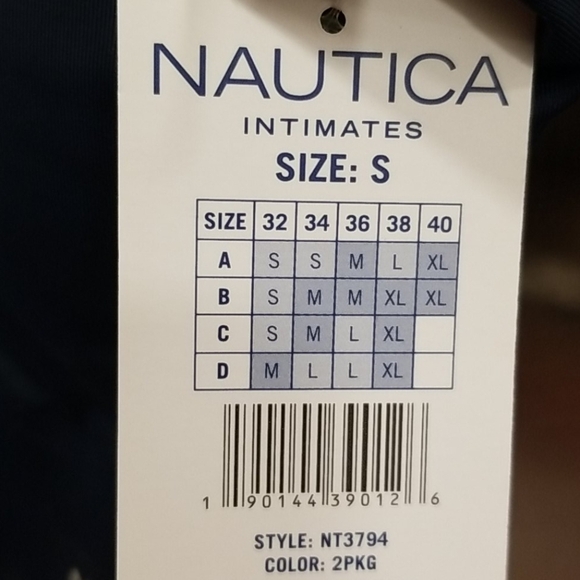 NAUTICA
INTIMATES
SIZE: S
SIZE 32 34 36 38 40
A S S M L XL
B S M M XL XL
C S M L XL
D M L L XL
1 90144 39012 6
STYLE: NT3794
COLOR: 2PKG